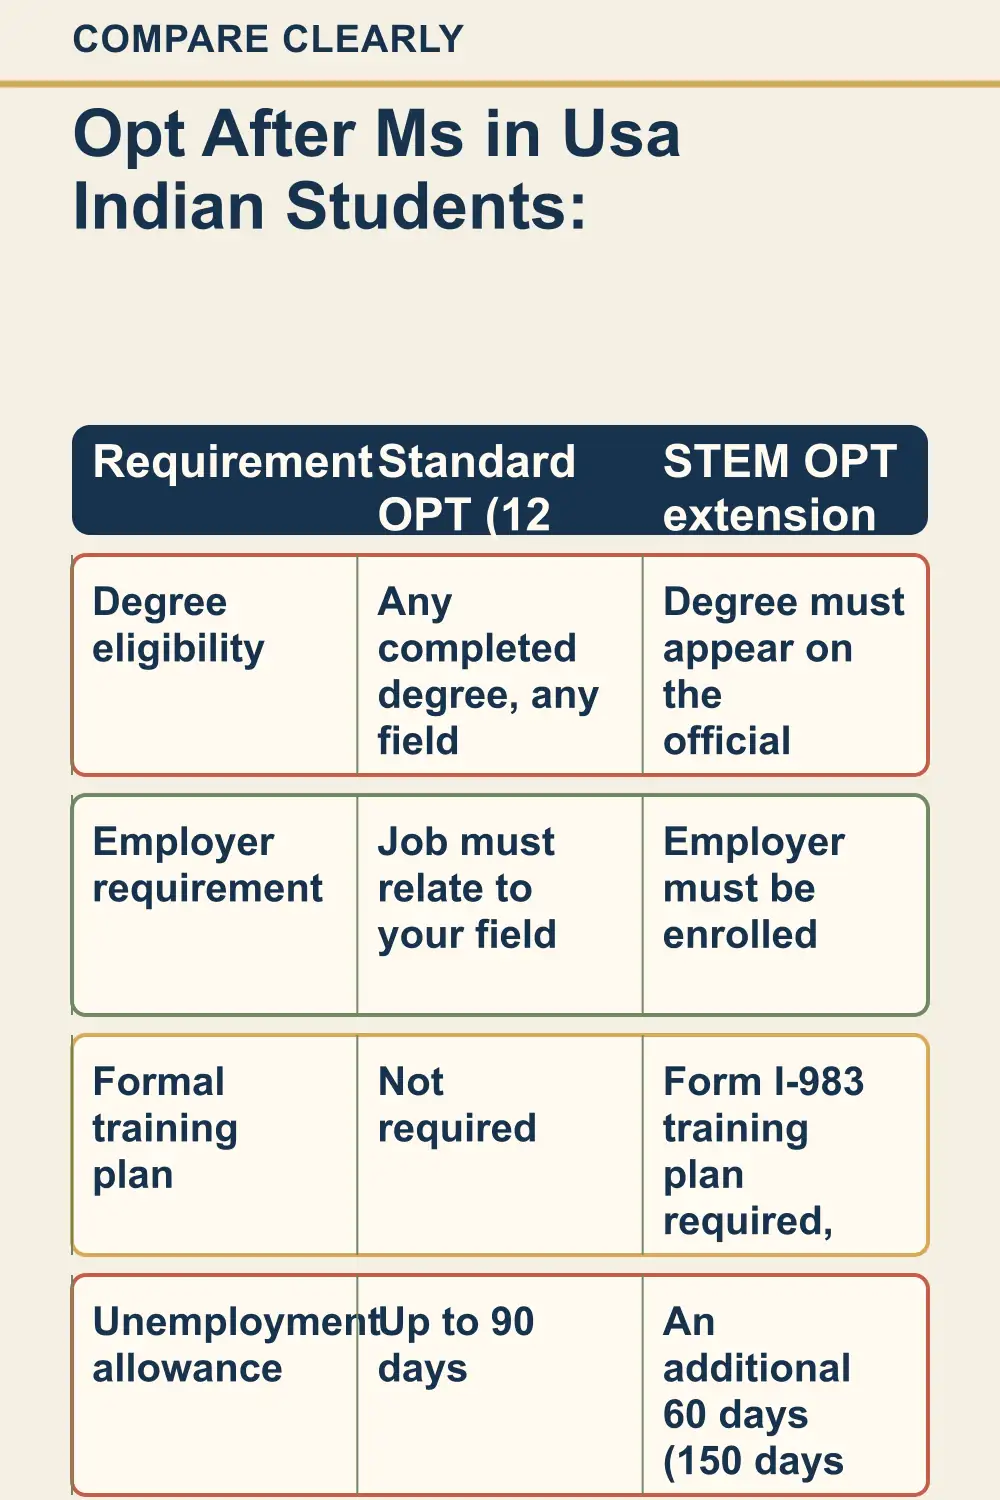 COMPARE CLEARLY
Opt After Ms in Usa
Indian Students:
Requirement
Standard
OPT (12
STEM OPT
extension
Degree
eligibility
Any
completed
degree, any
field
Degree must
appear on
the
official
Employer
requirement
Job must
relate to
your field
Employer
must be
enrolled
Formal
training
plan
Not
required
Form I-983
training
plan
required,
Unemployment
allowance
Up to 90
days
An
additional
60 days
(150 days